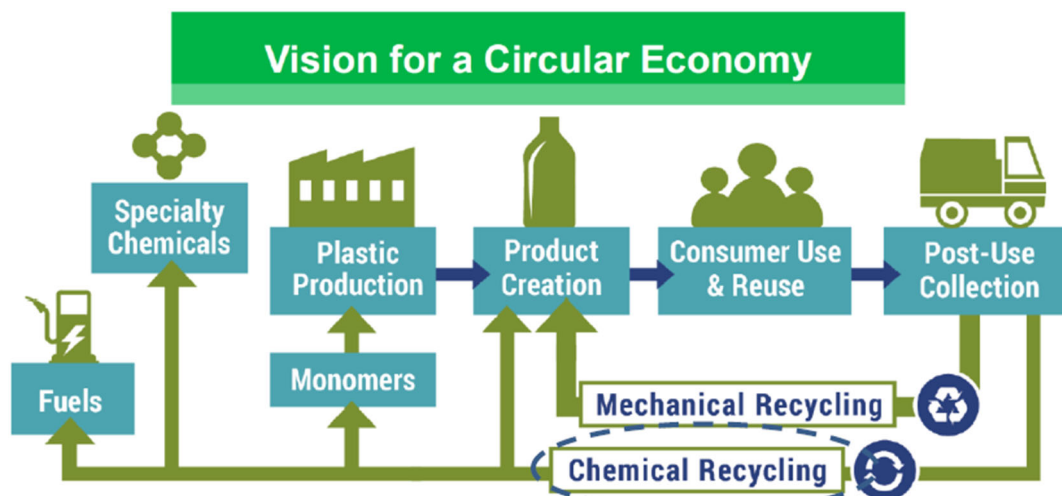 Vision for a Circular Economy
Specialty
Chemicals
Plastic
Production
Product
Creation
Consumer Use
& Reuse
Post-Use
Collection
Fuels
Monomers
Mechanical Recycling
Chemical Recycling